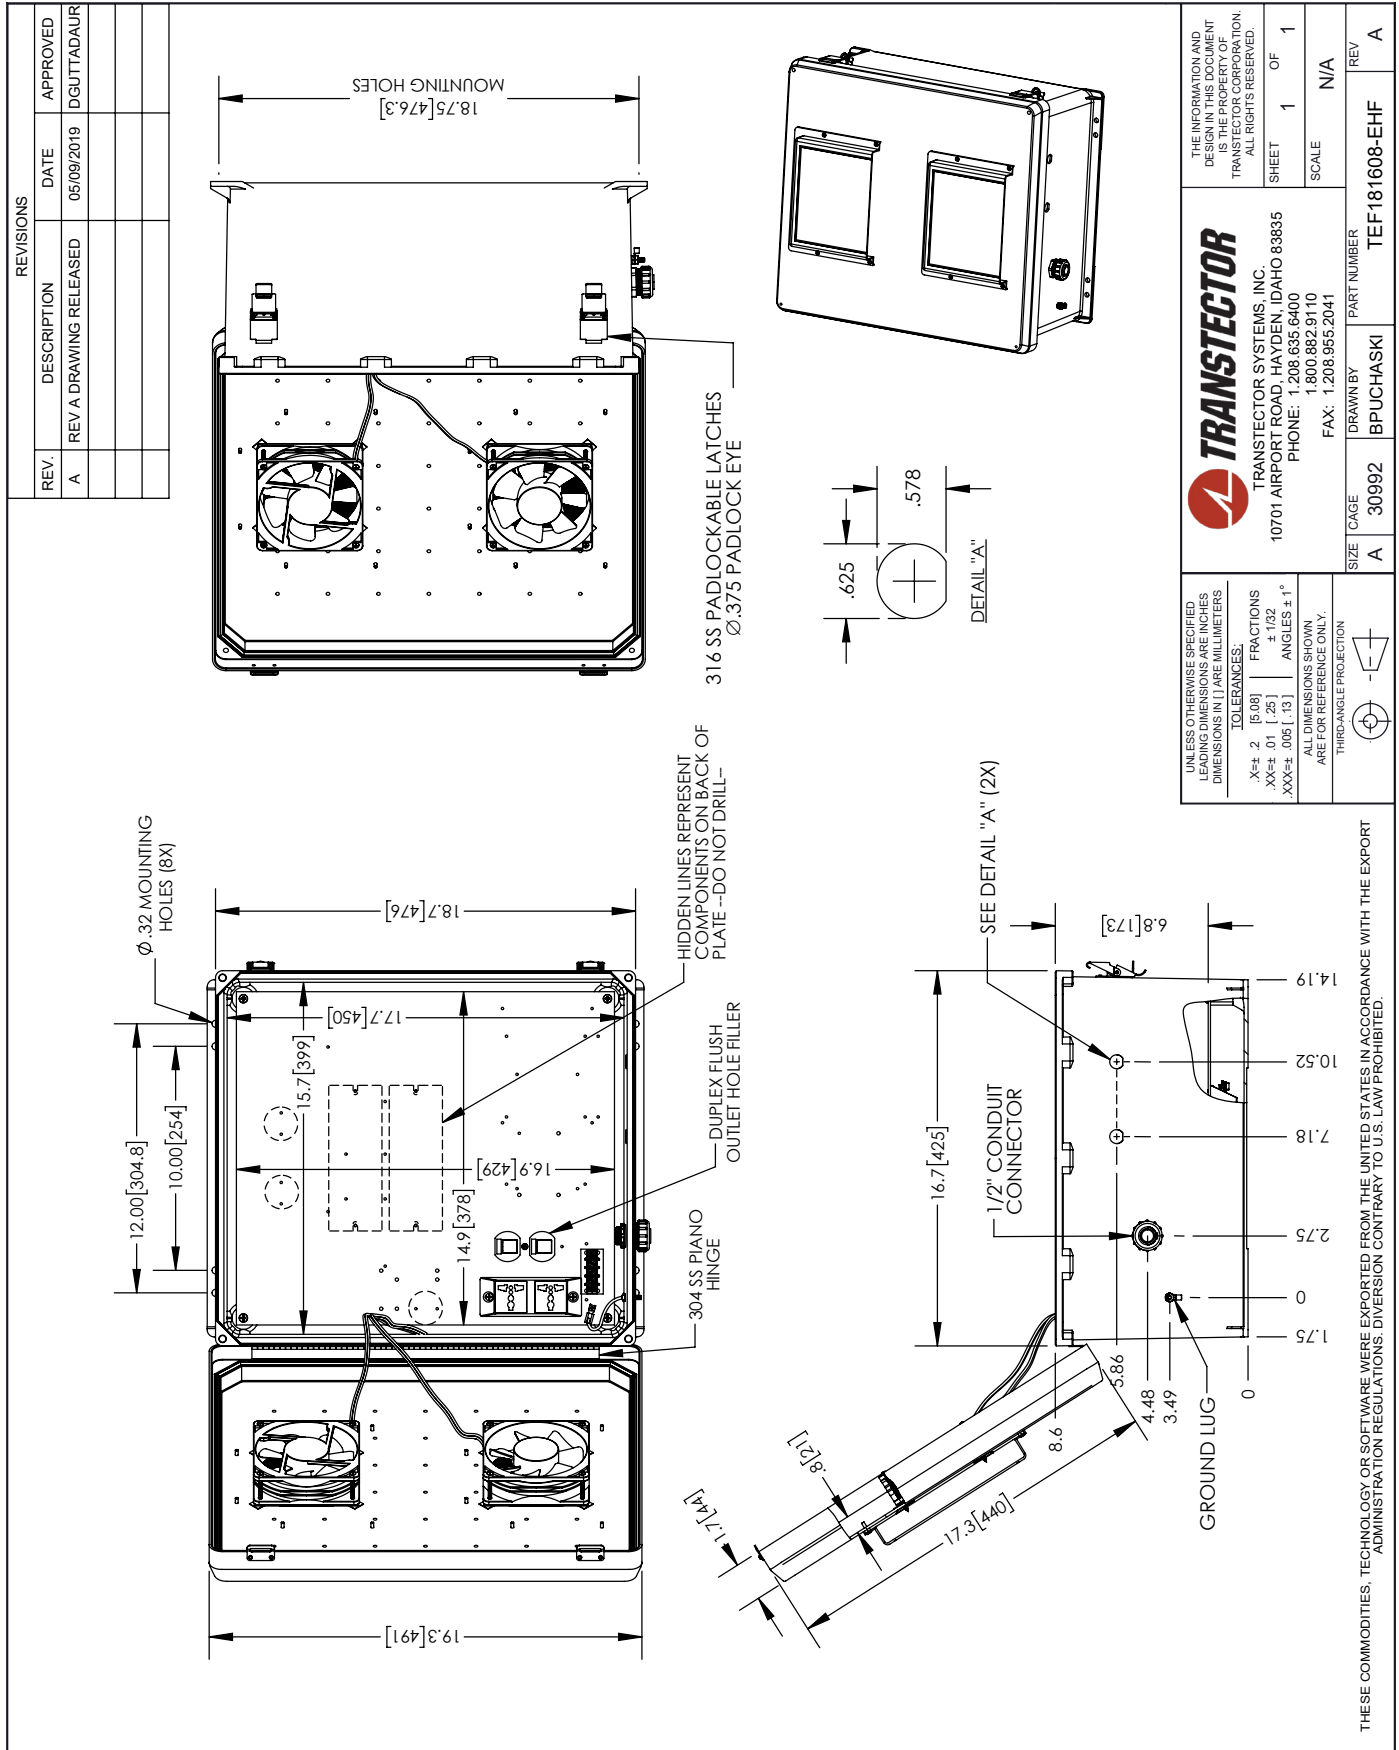 REVISIONS
REV. DESCRIPTION DATE APPROVED
A REV A DRAWING RELEASED 05/09/2019 DGUTTADAUR
12.00[304.8]
10.00[254]
Ø.32 MOUNTING
HOLES (8X)
19.3[491]
15.7[399]
17.7[450]
16.9[429]
14.9[378]
18.7[476]
HIDDEN LINES REPRESENT
COMPONENTS ON BACK OF
PLATE --DO NOT DRILL--
DUPLEX FLUSH
OUTLET HOLE FILLER
304 SS PIANO
HINGE
18.75[476.3]
MOUNTING HOLES
316 SS PADLOCKABLE LATCHES
Ø.375 PADLOCK EYE
1.7[44]
.8[21]
17.3[440]
16.7[425]
1/2" CONDUIT
CONNECTOR
SEE DETAIL "A" (2X)
6.8[173]
8.6
5.86
4.48
3.49
0
GROUND LUG
1.75
0
2.75
7.18
10.52
14.19
.625
.578
DETAIL "A"
UNLESS OTHERWISE SPECIFIED
LEADING DIMENSIONS ARE INCHES
DIMENSIONS IN [ ] ARE MILLIMETERS
TOLERANCES:
.X=± .2 [5.08] FRACTIONS
.XX=± .01 [ .25 ] ± 1/32
.XXX=± .005 [ .13 ] ANGLES ± 1°
ALL DIMENSIONS SHOWN
ARE FOR REFERENCE ONLY.
THIRD-ANGLE PROJECTION
TRANSTECTOR
TRANSTECTOR SYSTEMS, INC.
10701 AIRPORT ROAD, HAYDEN, IDAHO 83835
PHONE: 1.208.635.6400
1.800.882.9110
FAX: 1.208.955.2041
THE INFORMATION AND
DESIGN IN THIS DOCUMENT
IS THE PROPERTY OF
TRANSTECTOR CORPORATION.
ALL RIGHTS RESERVED.
SHEET 1 OF 1
SCALE N/A
SIZE A
CAGE 30992
DRAWN BY BPUCHASKI
PART NUMBER TEF181608-EHF
REV A
THESE COMMODITIES, TECHNOLOGY OR SOFTWARE WERE EXPORTED FROM THE UNITED STATES IN ACCORDANCE WITH THE EXPORT
ADMINISTRATION REGULATIONS. DIVERSION CONTRARY TO U.S. LAW PROHIBITED.